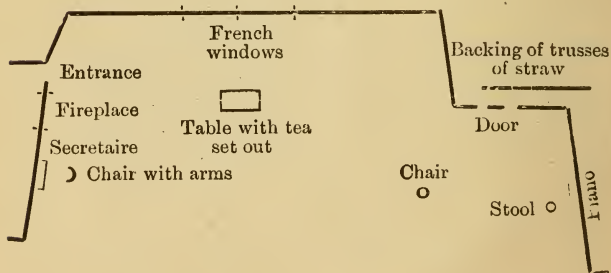 French
windows
Backing of trusses
of straw
Entrance
Fireplace
Table with tea
set out
Door
Secretaire
Chair with arms
Chair
Stool
Piano